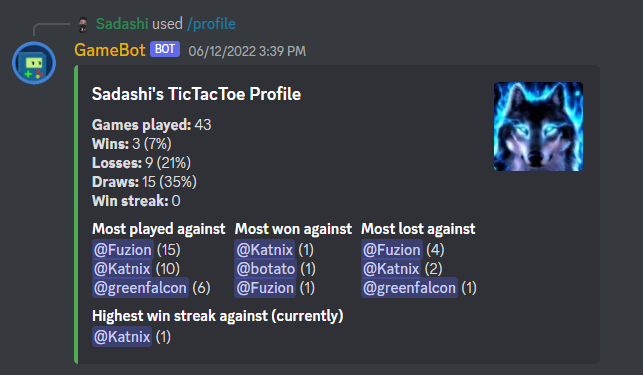 Sadashi used /profile
GameBot BOT 06/12/2022 3:39 PM
Sadashi's TicTacToe Profile
Games played: 43
Wins: 3 (7%)
Losses: 9 (21%)
Draws: 15 (35%)
Win streak: 0
Most played against Most won against Most lost against
@Fuzion (15) @Katnix (1) @Fuzion (4)
@Katnix (10) @botato (1) @Katnix (2)
@greenfalcon (6) @Fuzion (1) @greenfalcon (1)
Highest win streak against (currently)
@Katnix (1)